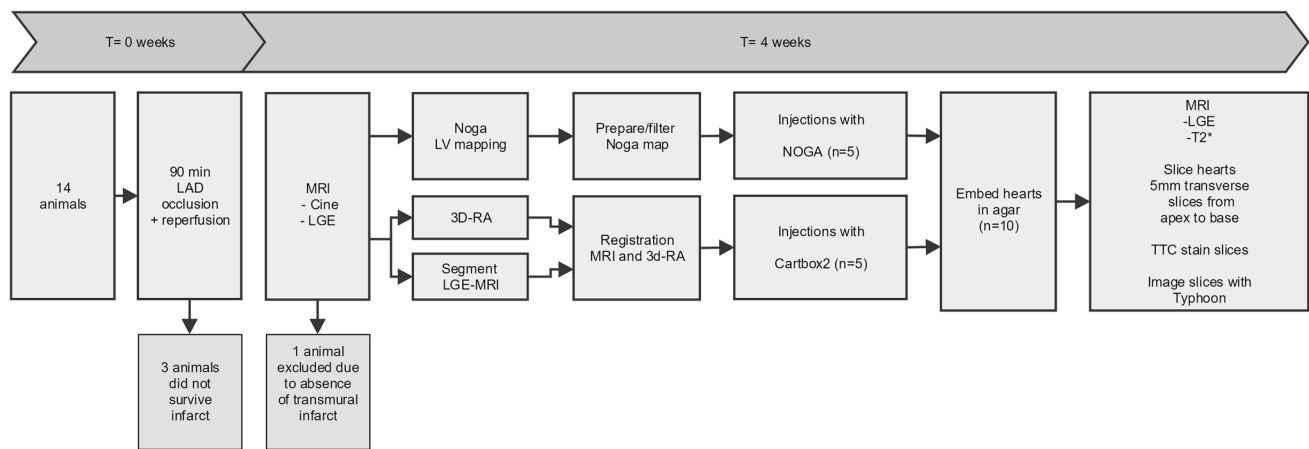 T= 0 weeks
T= 4 weeks
14
animals
90 min
LAD
occlusion
+ reperfusion
3 animals
did not
survive
infarct
MRI
- Cine
- LGE
1 animal
excluded due
to absence
of transmural
infarct
Noga
LV mapping
Prepare/filter
Noga map
Injections with
NOGA (n=5)
3D-RA
Segment
LGE-MRI
Registration
MRI and 3d-RA
Injections with
Cartbox2 (n=5)
Embed hearts
in agar
(n=10)
MRI
-LGE
-T2*
Slice hearts
5mm transverse
slices from
apex to base
TTC stain slices
Image slices with
Typhoon